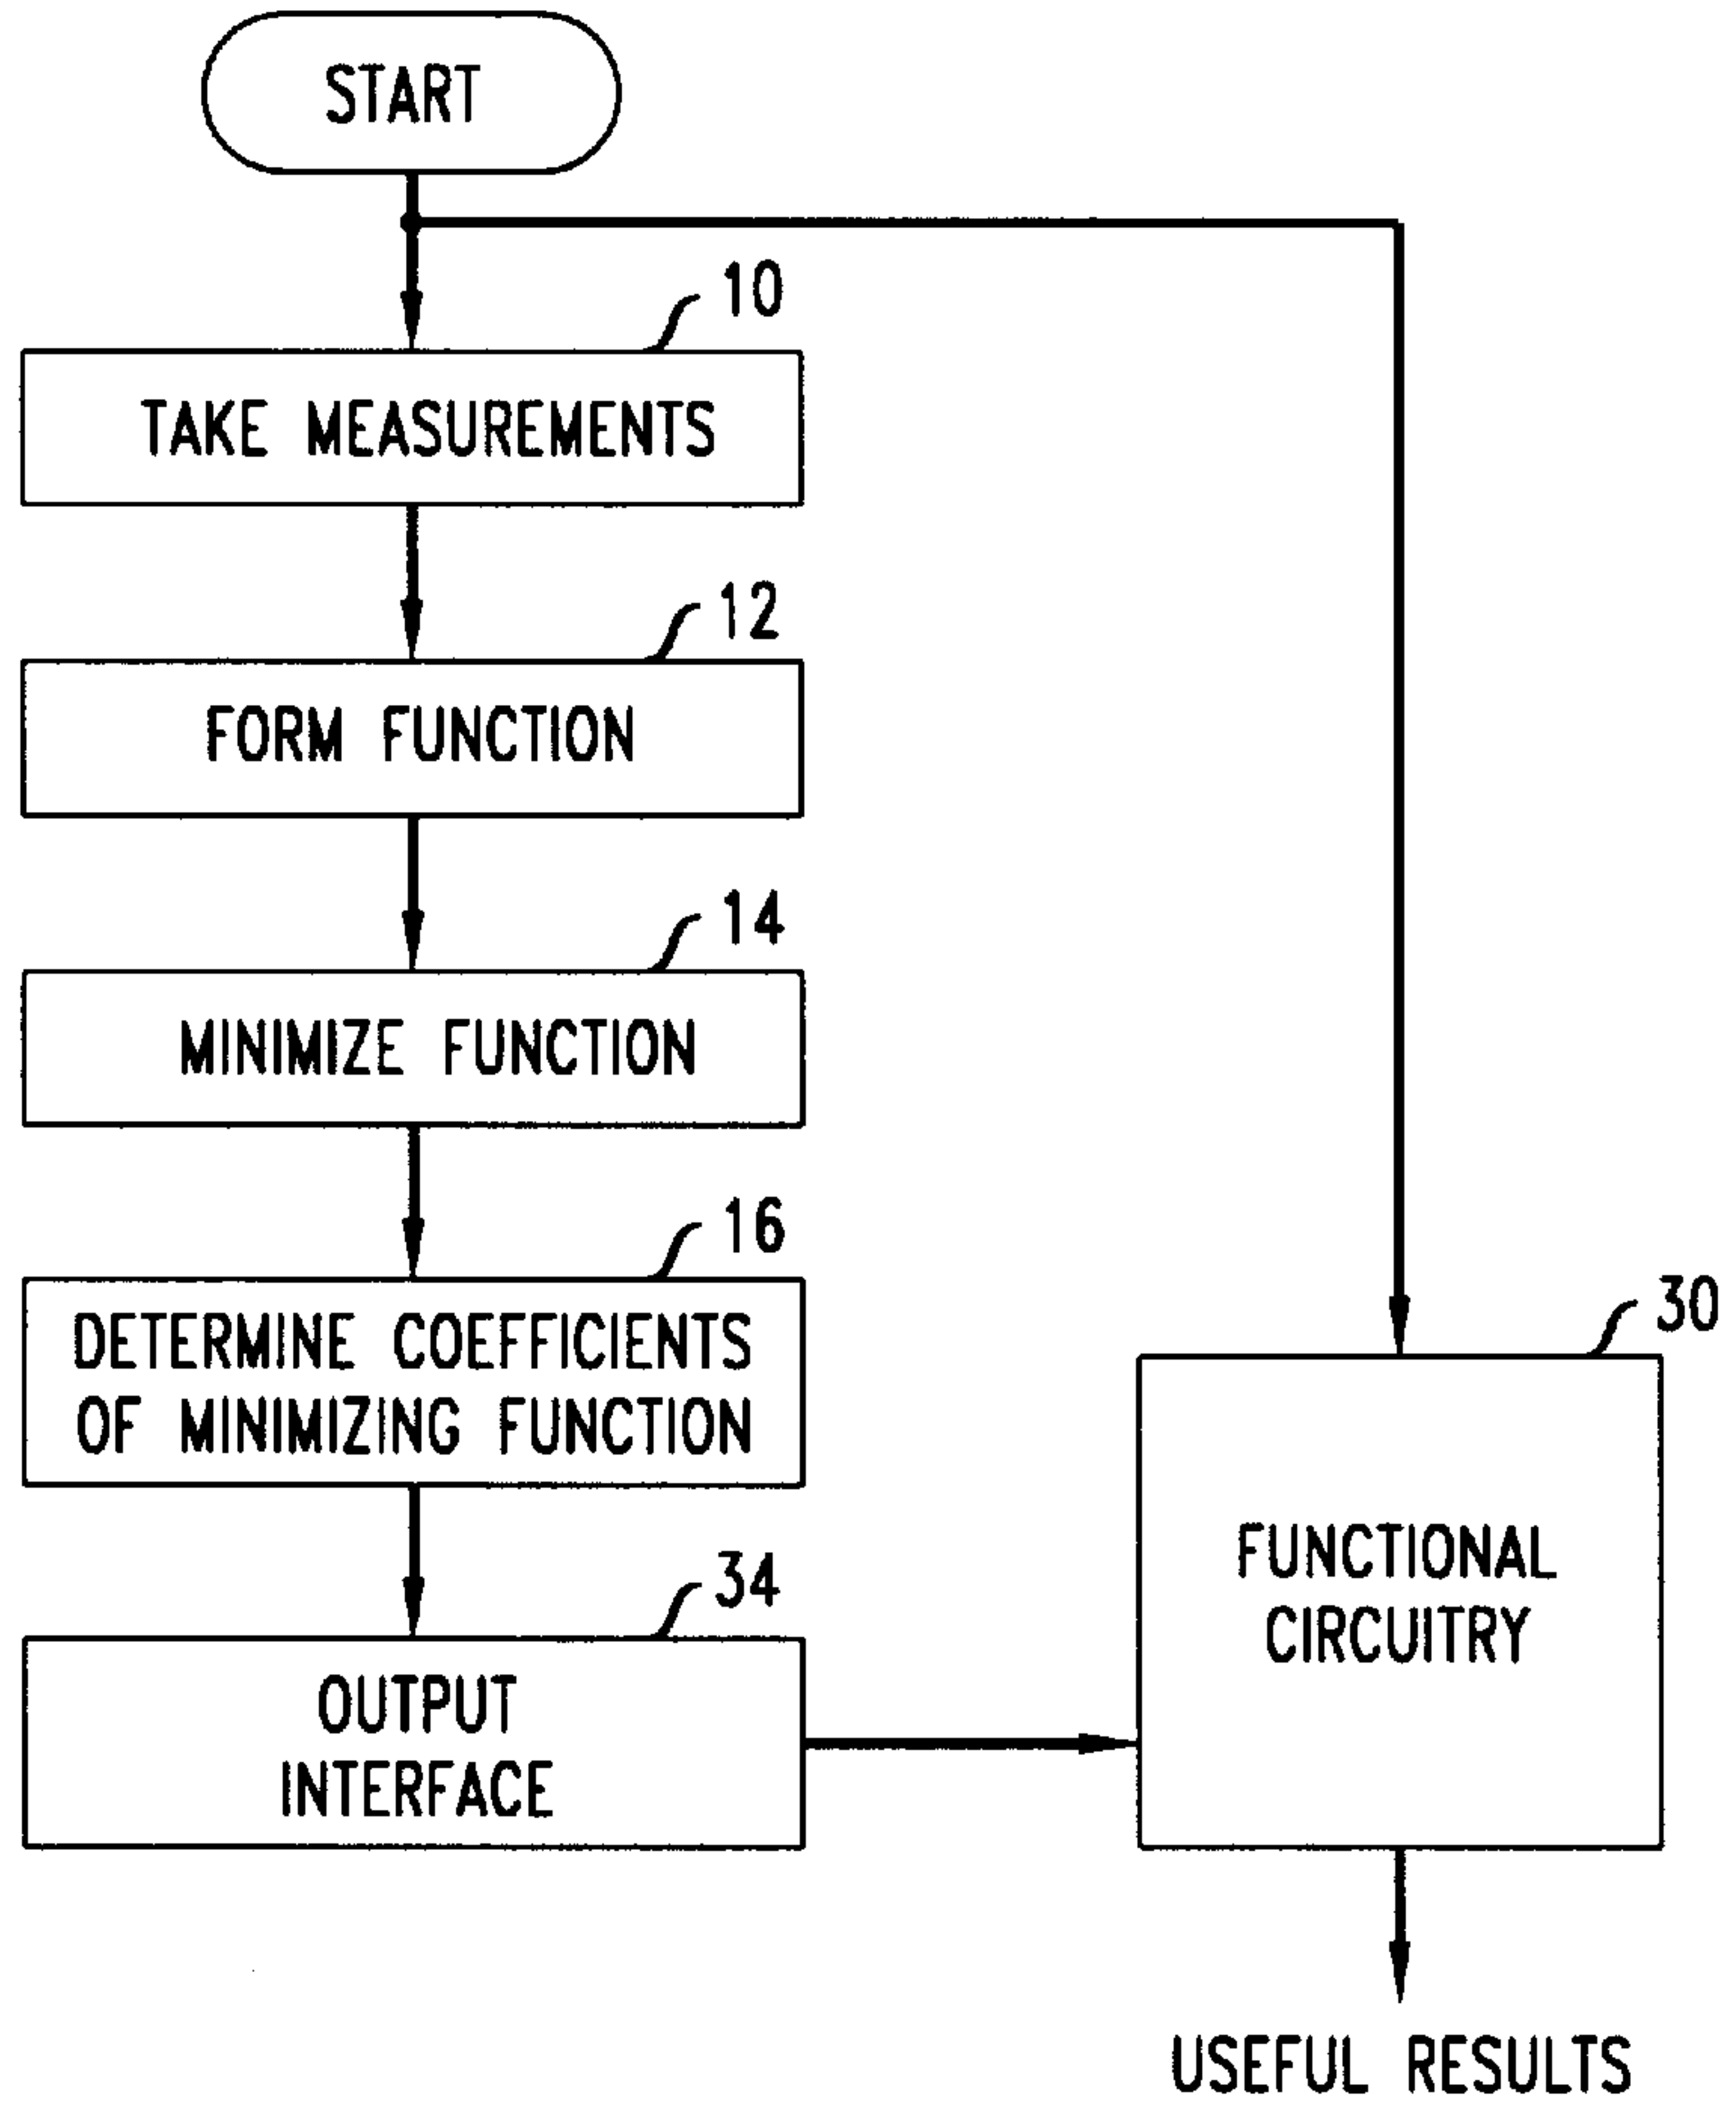 START
10
TAKE MEASUREMENTS
12
FORM FUNCTION
14
MINIMIZE FUNCTION
16
DETERMINE COEFFICIENTS
OF MINIMIZING FUNCTION
34
OUTPUT
INTERFACE
30
FUNCTIONAL
CIRCUITRY
USEFUL RESULTS